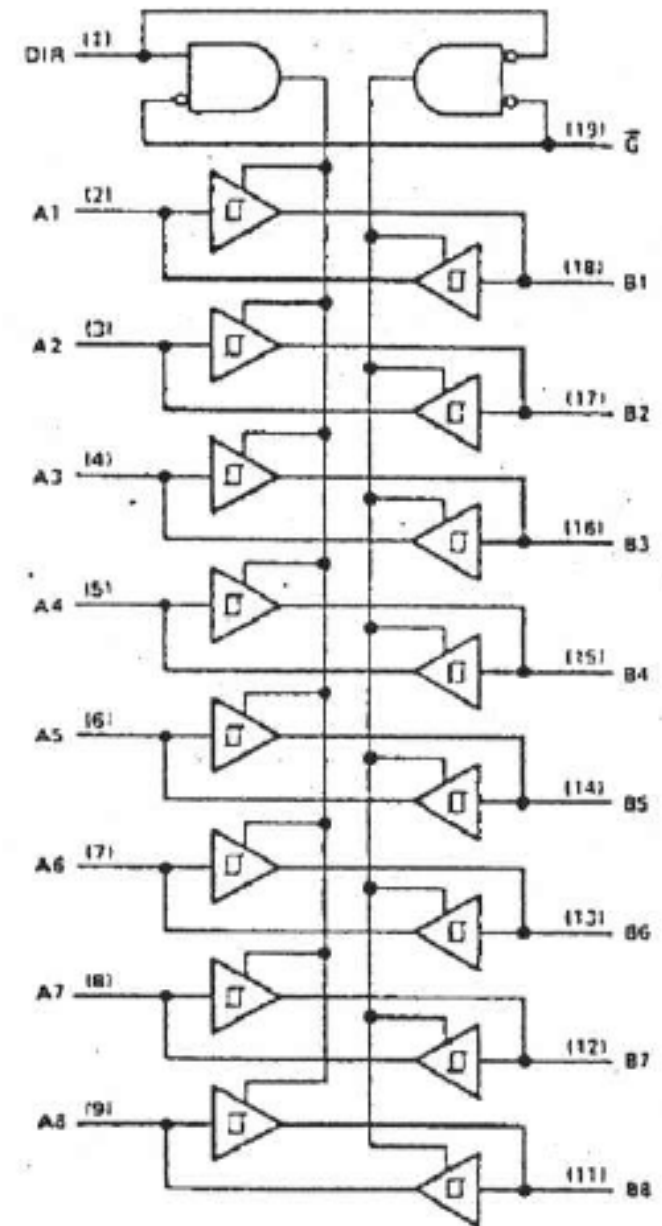 DIR (1)
(19) G̅
A1 (2)
(18) B1
A2 (3)
(17) B2
A3 (4)
(16) B3
A4 (5)
(15) B4
A5 (6)
(14) B5
A6 (7)
(13) B6
A7 (8)
(12) B7
A8 (9)
(11) B8